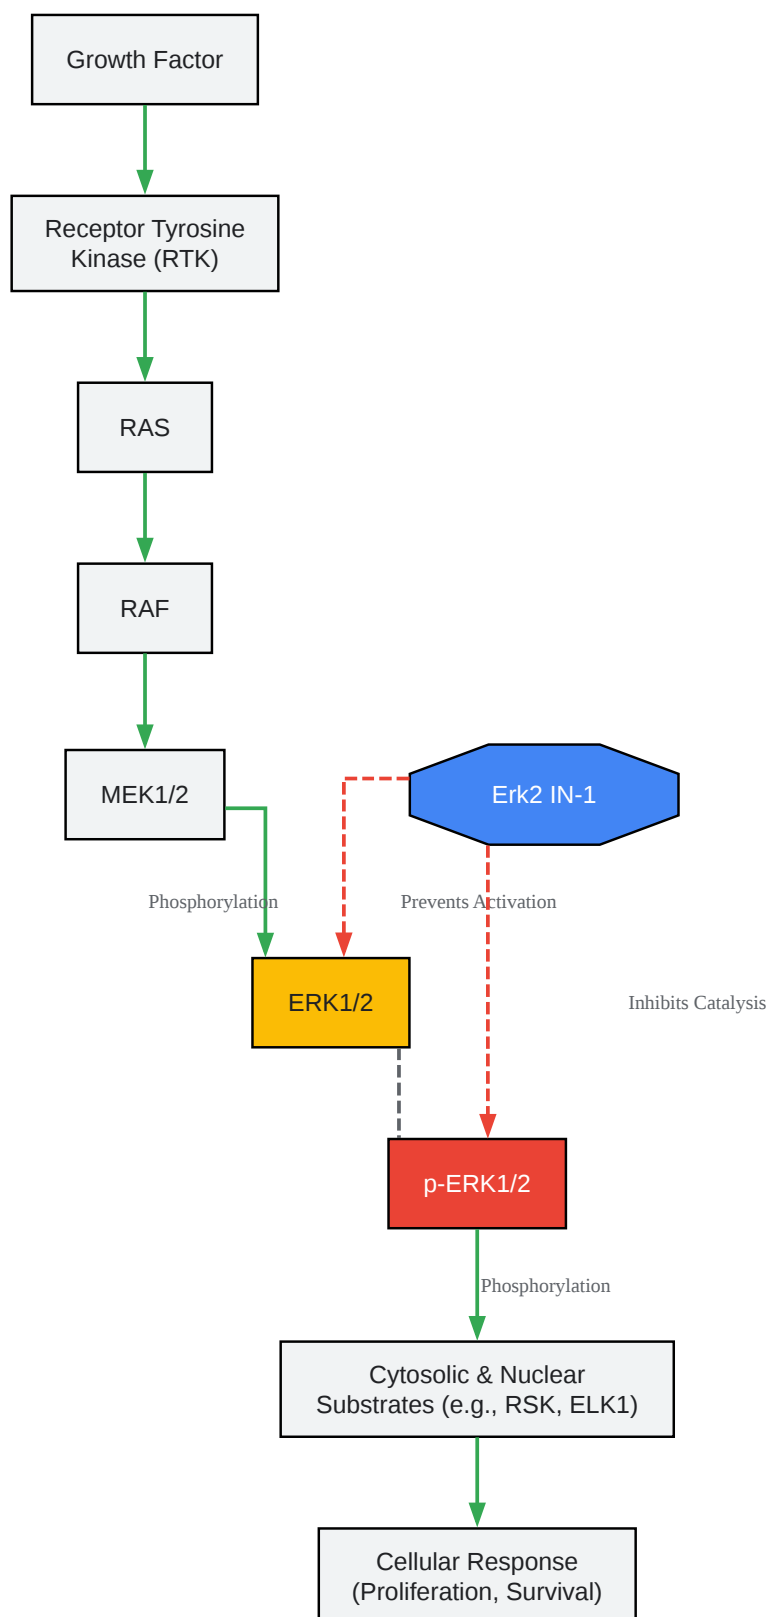 Growth Factor
Receptor Tyrosine
Kinase (RTK)
RAS
RAF
MEK1/2
Erk2 IN-1
Phosphorylation
Prevents Activation
ERK1/2
Inhibits Catalysis
p-ERK1/2
Phosphorylation
Cytosolic & Nuclear
Substrates (e.g., RSK, ELK1)
Cellular Response
(Proliferation, Survival)